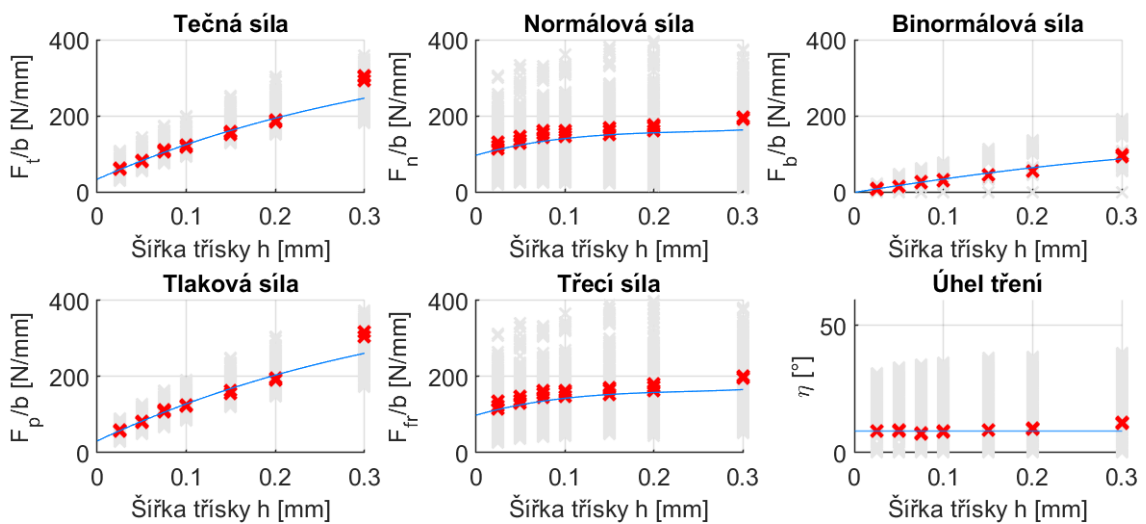 Tečná síla
Normálová síla
Binormálová síla
F_t/b [N/mm]
400
200
0
0 0.1 0.2 0.3
Šířka třísky h [mm]
F_n/b [N/mm]
400
200
0
0 0.1 0.2 0.3
Šířka třísky h [mm]
F_b/b [N/mm]
400
200
0
0 0.1 0.2 0.3
Šířka třísky h [mm]
Tlaková síla
Třecí síla
Úhel tření
F_p/b [N/mm]
400
200
0
0 0.1 0.2 0.3
Šířka třísky h [mm]
F_fr/b [N/mm]
400
200
0
0 0.1 0.2 0.3
Šířka třísky h [mm]
η [°]
50
0
0 0.1 0.2 0.3
Šířka třísky h [mm]